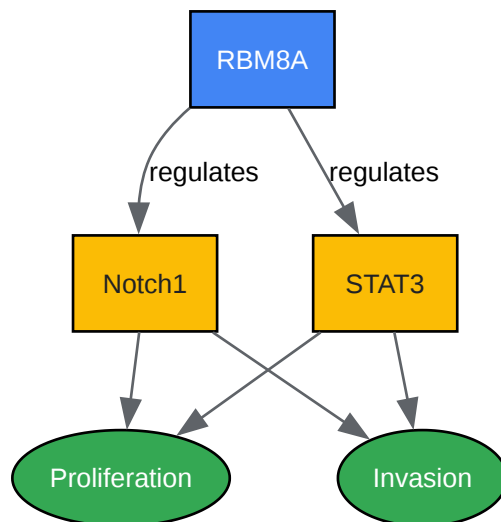 RBM8A
regulates
regulates
Notch1
STAT3
Proliferation
Invasion